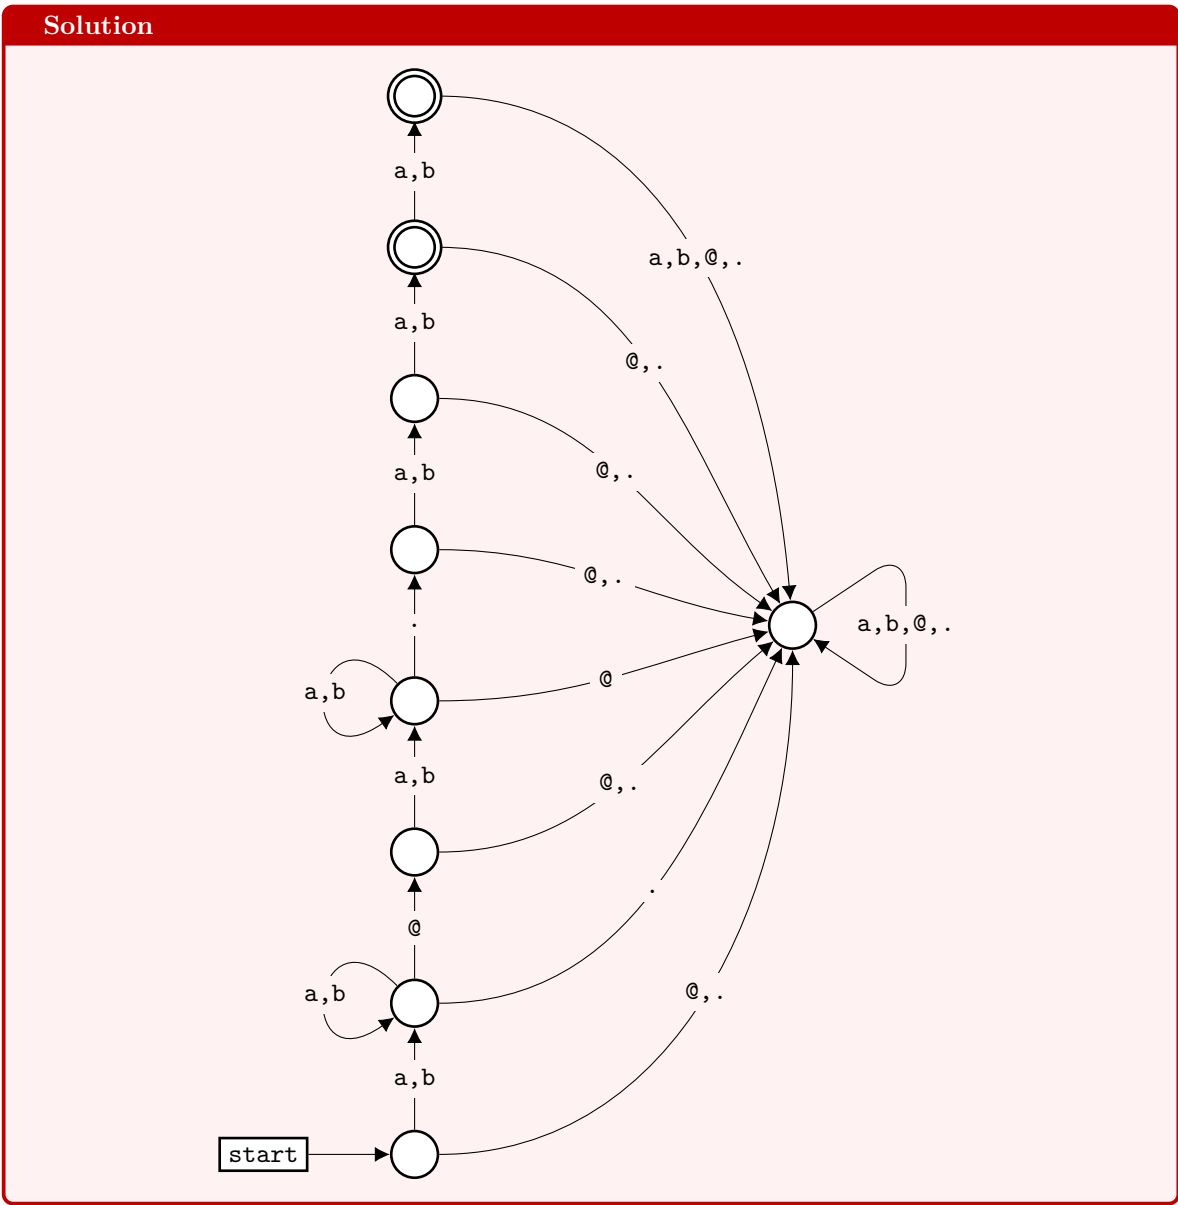 Solution
a,b
a,b,@,.
a,b
@,.
a,b
@,.
@,.
.
a,b,@,.
a,b
@
a,b
@,.
.
@
a,b
@,.
a,b
start